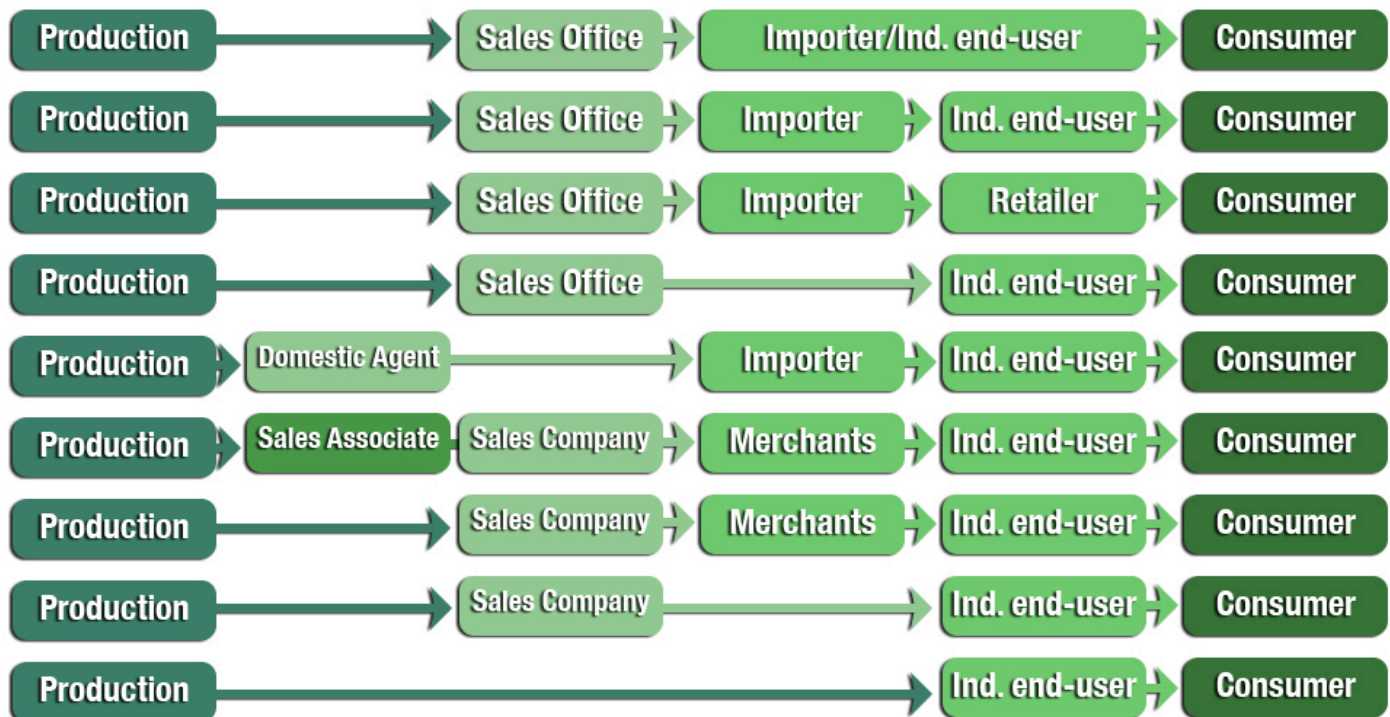 Production Sales Office Importer/Ind. end-user Consumer
Production Sales Office Importer Ind. end-user Consumer
Production Sales Office Importer Retailer Consumer
Production Sales Office Ind. end-user Consumer
Production Domestic Agent Importer Ind. end-user Consumer
Production Sales Associate Sales Company Merchants Ind. end-user Consumer
Production Sales Company Merchants Ind. end-user Consumer
Production Sales Company Ind. end-user Consumer
Production Ind. end-user Consumer